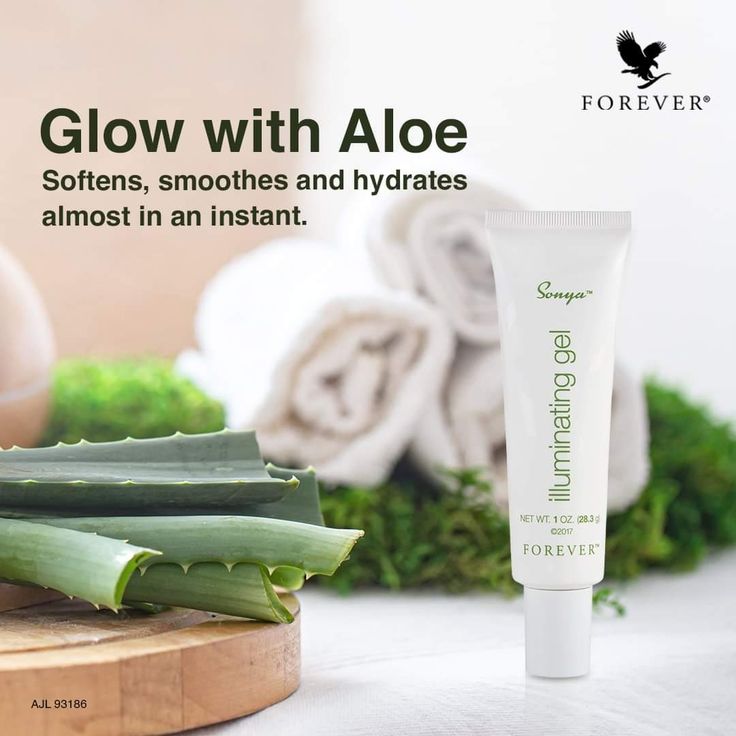 FOREVER®
Glow with Aloe
Softens, smoothes and hydrates
almost in an instant.
Sonya™
illuminating gel
NET WT. 1 OZ. (28.3 g)
©2017
FOREVER™
AJL 93186